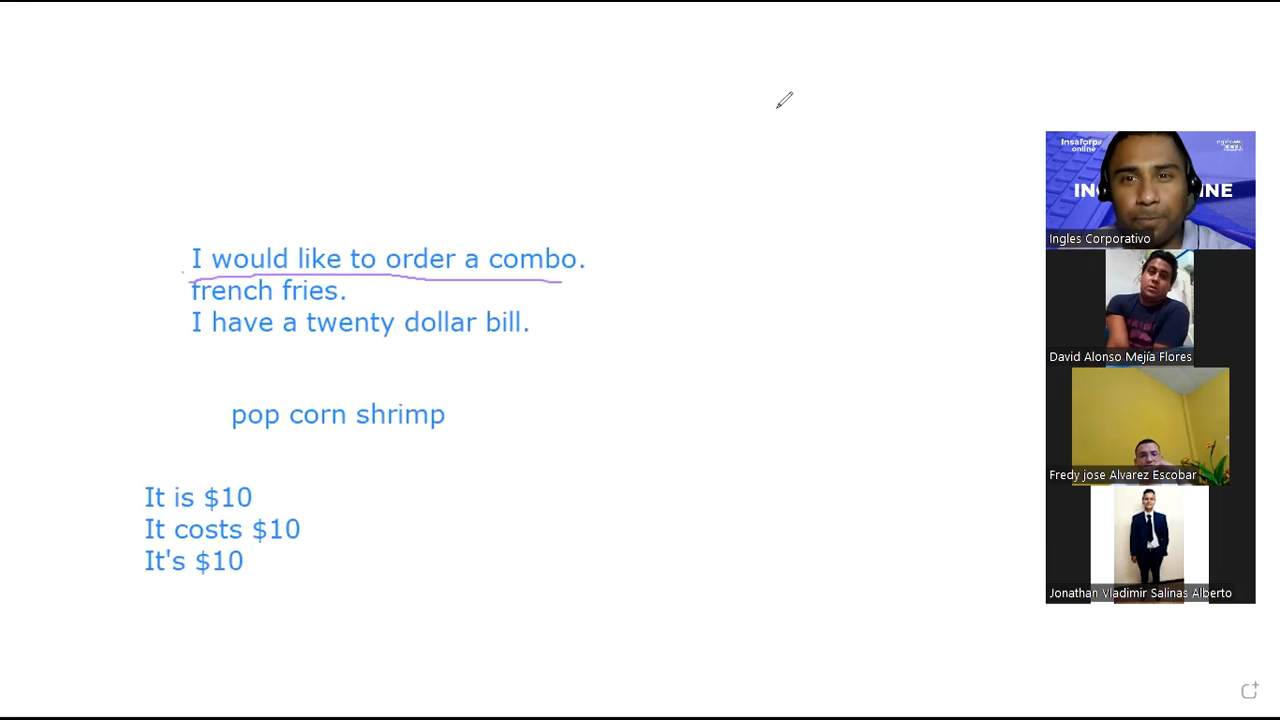 I would like to order a combo.
french fries.
I have a twenty dollar bill.
pop corn shrimp
It is $10
It costs $10
It's $10
online
Ingles Corporativo
David Alonso Mejía Flores
Fredy jose Alvarez Escobar
Jonathan Vladimir Salinas Alberto